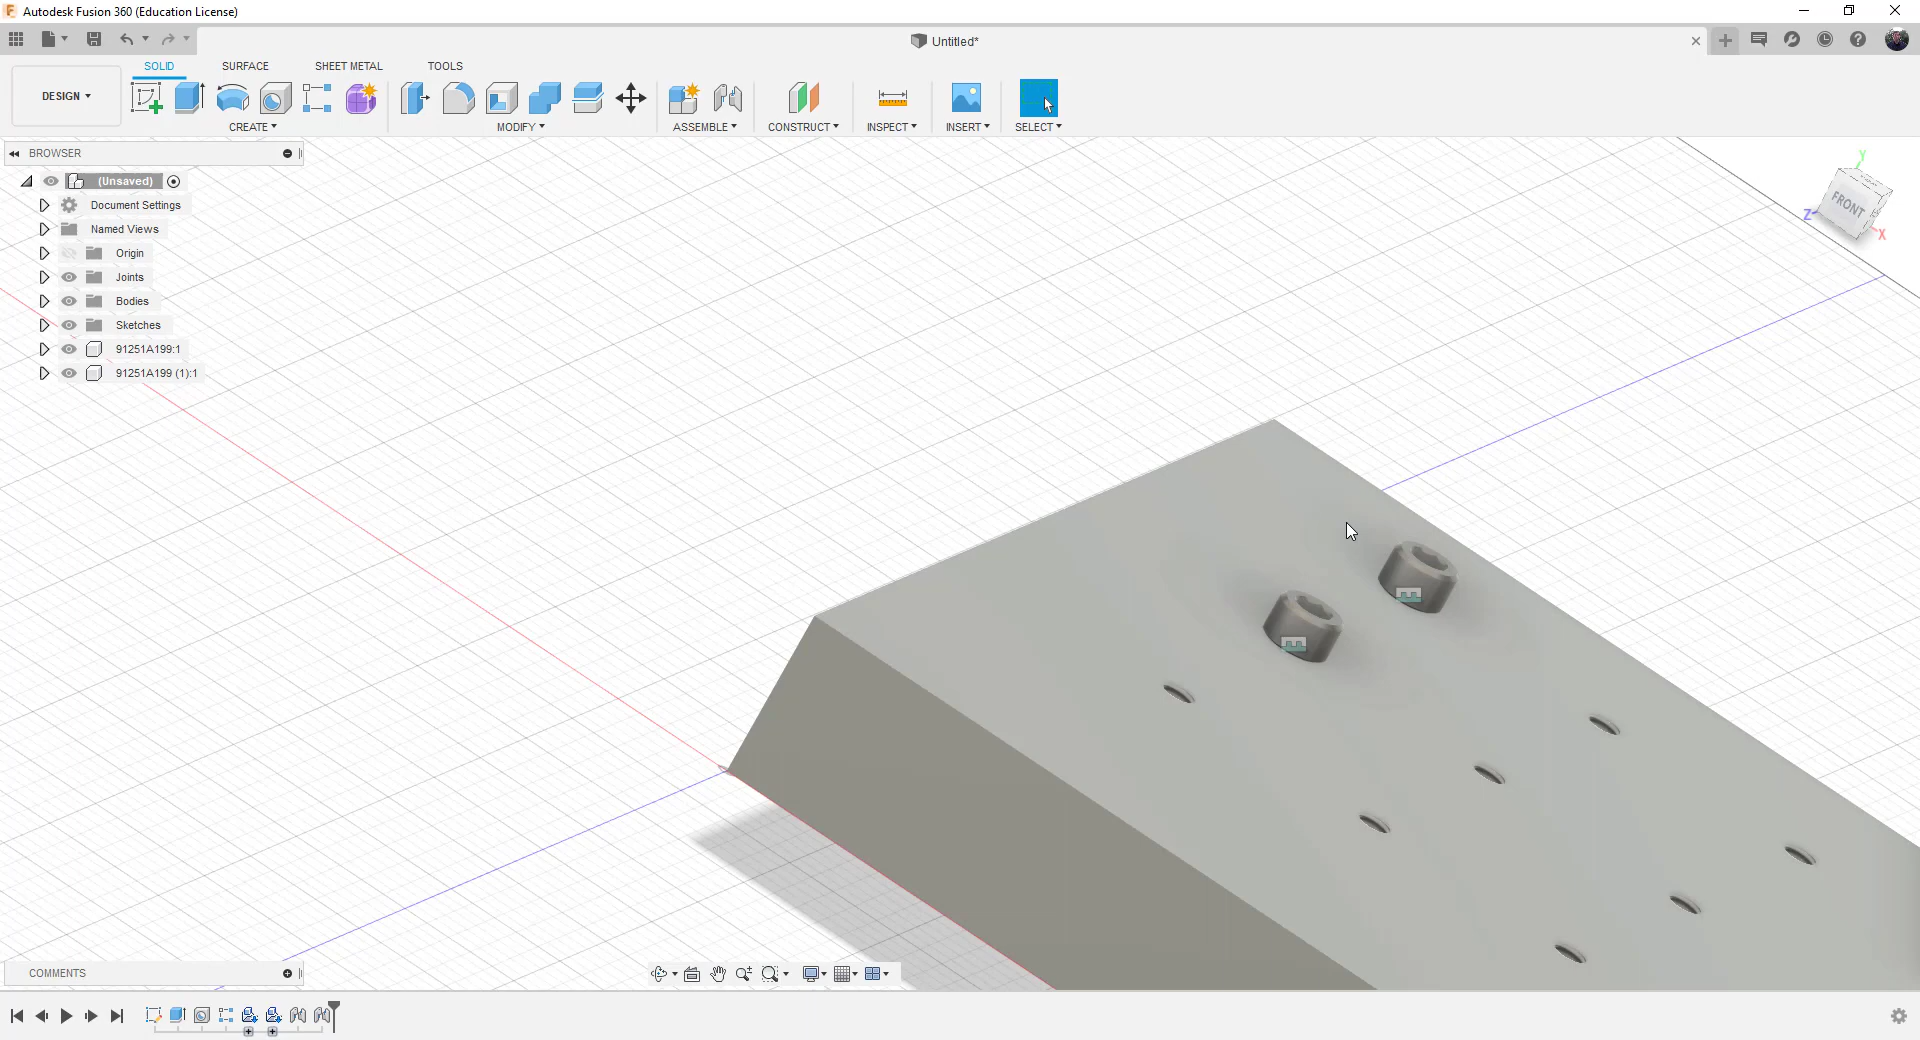 Autodesk Fusion 360 (Education License)
Untitled*
DESIGN
SOLID
SURFACE
SHEET METAL
TOOLS
CREATE
MODIFY
ASSEMBLE
CONSTRUCT
INSPECT
INSERT
SELECT
BROWSER
(Unsaved)
Document Settings
Named Views
Origin
Joints
Bodies
Sketches
91251A199:1
91251A199 (1):1
Y
FRONT
Z
X
COMMENTS